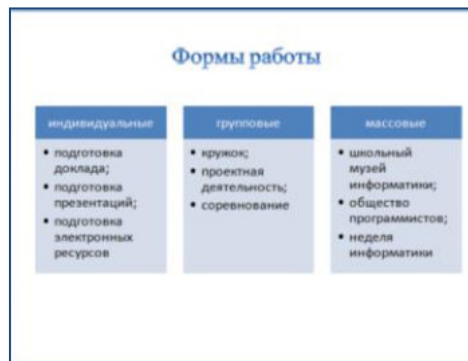 Формы работы
индивидуальные
• подготовка
доклада;
• подготовка
презентаций;
• подготовка
электронных
ресурсов
групповые
• кружок;
• проектная
деятельность;
• соревнование
массовые
• школьный
музей
информатики;
• общество
программистов;
• неделя
информатики